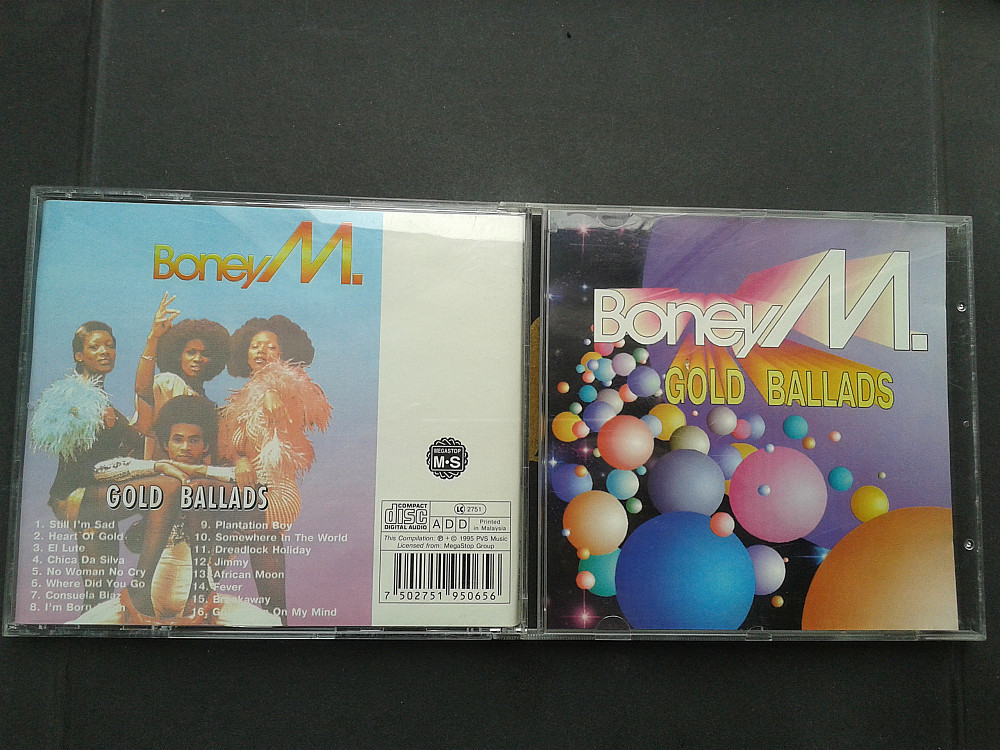 Boney M.
GOLD BALLADS
1. Still I'm Sad
2. Heart Of Gold
3. El Lute
4. Chica Da Silva
5. No Woman No Cry
6. Where Did You Go
7. Consuela Biaz
8. I'm Born
9. Plantation Boy
10. Somewhere In The World
11. Dreadlock Holiday
12. Jimmy
13. African Moon
14. Fever
15. Breakaway
16. On My Mind
MEGASTOP
M·S
COMPACT
disc
DIGITAL AUDIO
ADD
LC 2751
Printed
in Malaysia
This Compilation: ℗ + © 1995 PVS Music
Licensed from: MegaStop Group
7 502751 950656
Boney M.
GOLD BALLADS